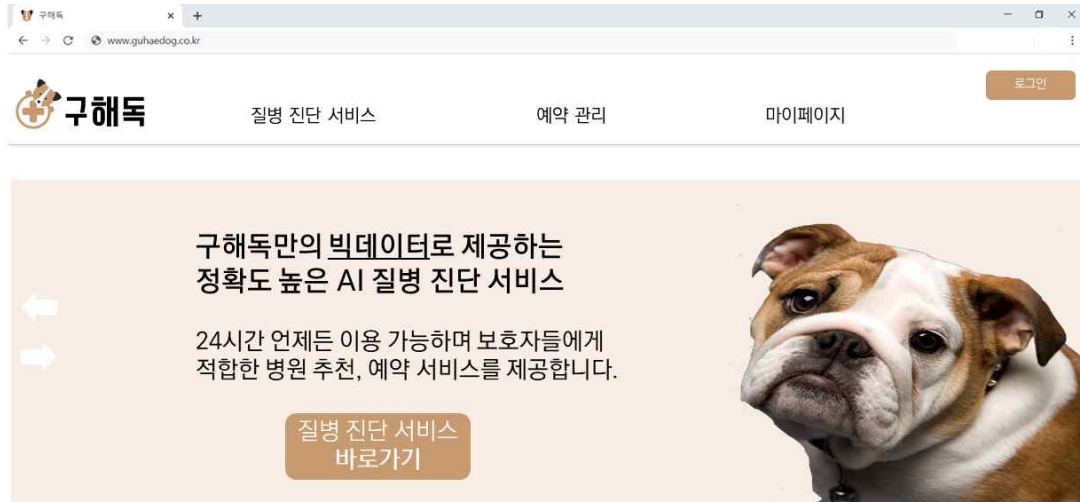 구해독
www.guhaedog.co.kr
로그인
구해독
질병 진단 서비스 예약 관리 마이페이지
구해독만의 빅데이터로 제공하는
정확도 높은 AI 질병 진단 서비스
24시간 언제든 이용 가능하며 보호자들에게
적합한 병원 추천, 예약 서비스를 제공합니다.
질병 진단 서비스
바로가기